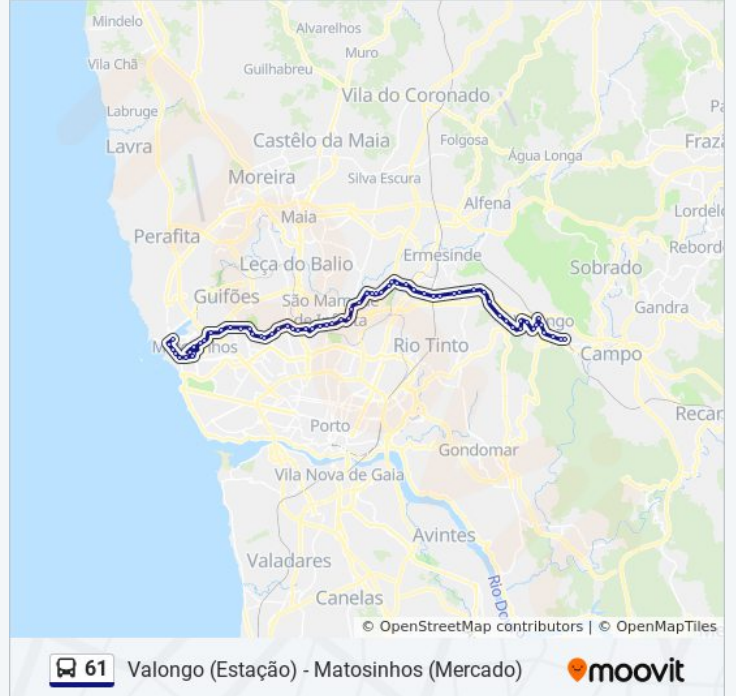 Mindelo
Alvarelhos
Muro
Vila Chã
Guilhabreu
Vila do Coronado
Labruge
Lavra
Castêlo da Maia
Folgosa
Água Longa
Moreira
Silva Escura
Maia
Alfena
Perafita
Ermesinde
Leça do Balio
Sobrado
Guifões
Gandra
Rio Tinto
Campo
Porto
Gondomar
Vila Nova de Gaia
Avintes
Valadares
Canelas
© OpenStreetMap contributors | © OpenMapTiles
61 Valongo (Estação) - Matosinhos (Mercado) moovit